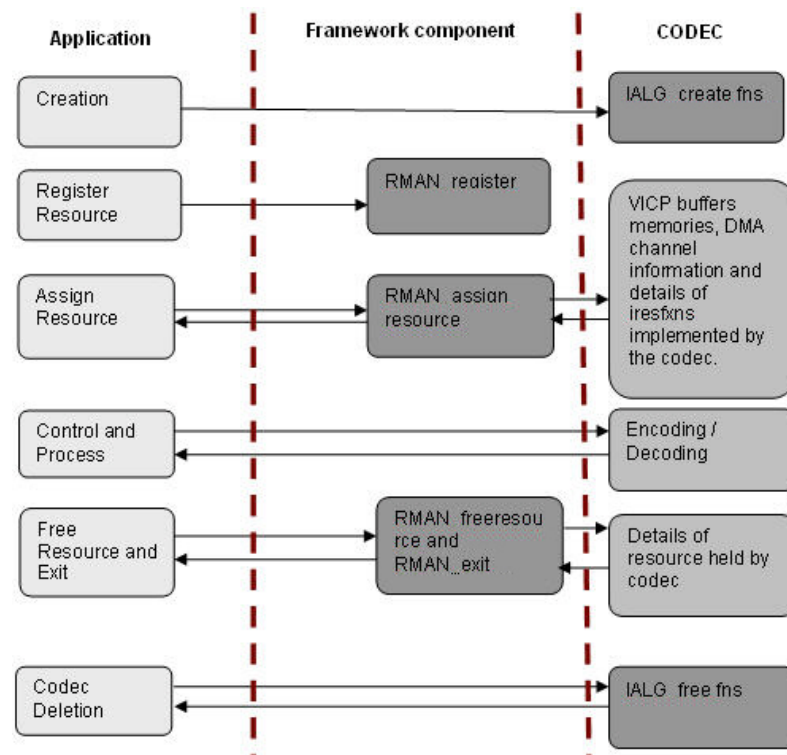 Application
Framework component
CODEC
Creation
IALG create fns
Register
Resource
RMAN register
VICP buffers
memories, DMA
channel
information and
details of
iresfxns
implemented by
the codec.
Assign
Resource
RMAN assign
resource
Control and
Process
Encoding /
Decoding
Free
Resource and
Exit
RMAN freeresou
rce and
RMAN_exit
Details of
resource held by
codec
Codec
Deletion
IALG free fns